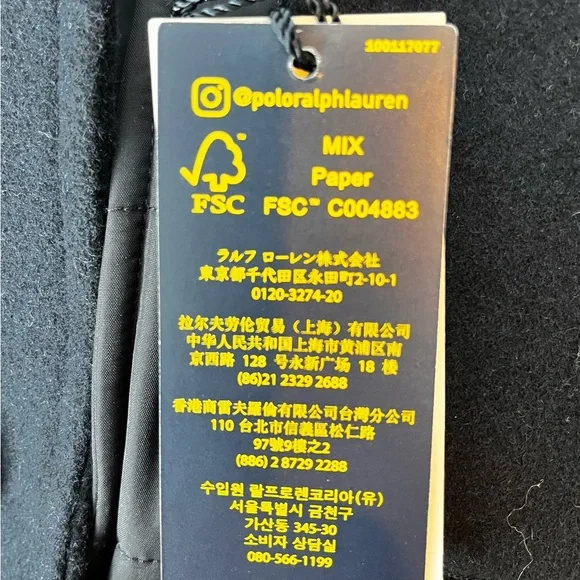 100117077
@poloralphlauren
MIX
Paper
FSC™ C004883
FSC
ラルフ ローレン株式会社
東京都千代田区永田町2-10-1
0120-3274-20
拉尔夫劳伦贸易（上海）有限公司
中华人民共和国上海市黄浦区南
京西路 128 号永新广场 18 楼
(86)21 2329 2688
香港商雷夫羅倫有限公司台灣分公司
110 台北市信義區松仁路
97號9樓之2
(886) 2 8729 2288
수입원 랄프로렌코리아(유)
서울특별시 금천구
가산동 345-30
소비자 상담실
080-566-1199